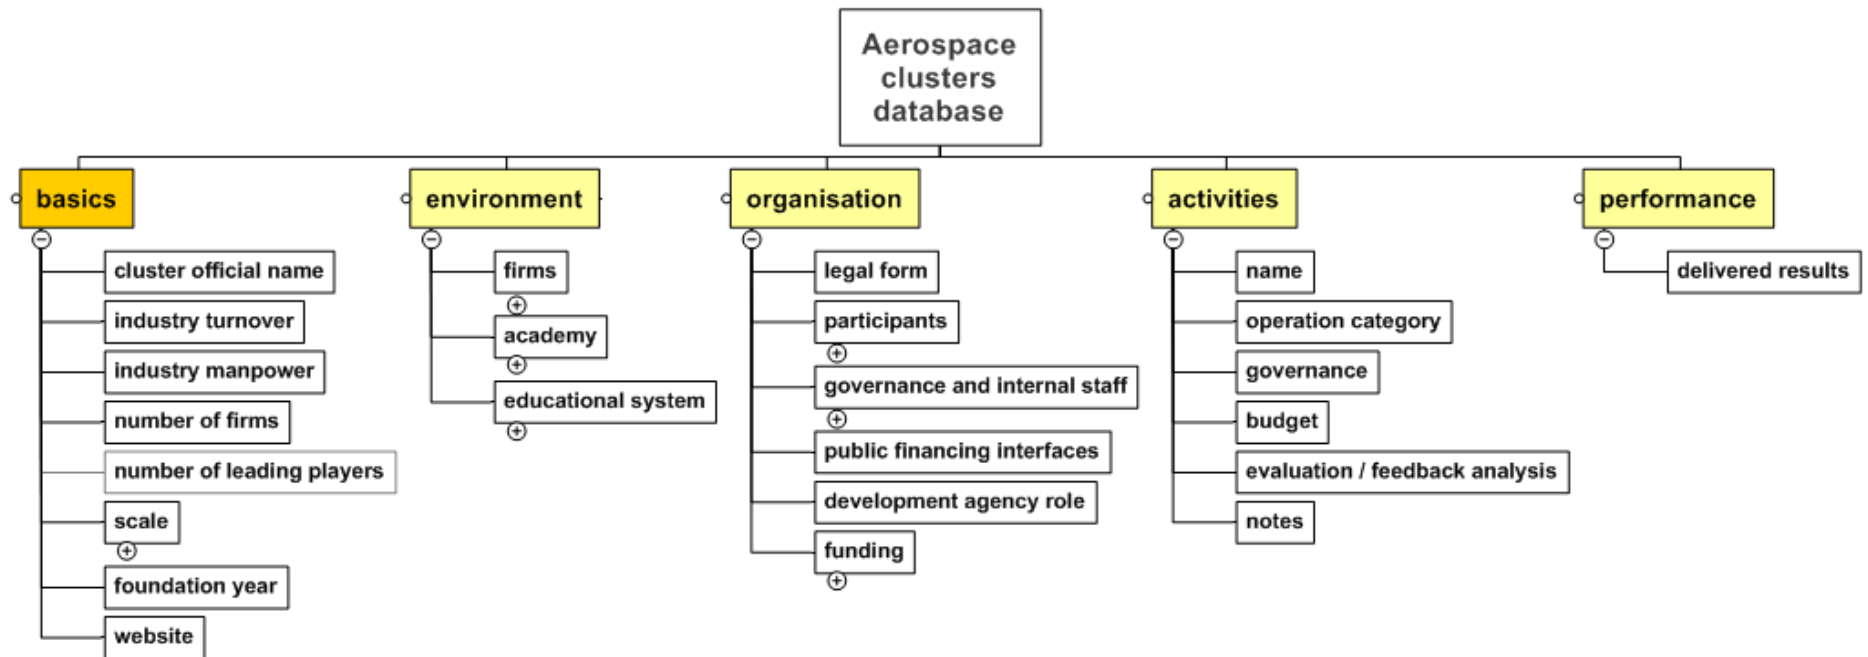 Aerospace
clusters
database
basics
environment
organisation
activities
performance
cluster official name
industry turnover
industry manpower
number of firms
number of leading players
scale
foundation year
website
firms
academy
educational system
legal form
participants
governance and internal staff
public financing interfaces
development agency role
funding
name
operation category
governance
budget
evaluation / feedback analysis
notes
delivered results